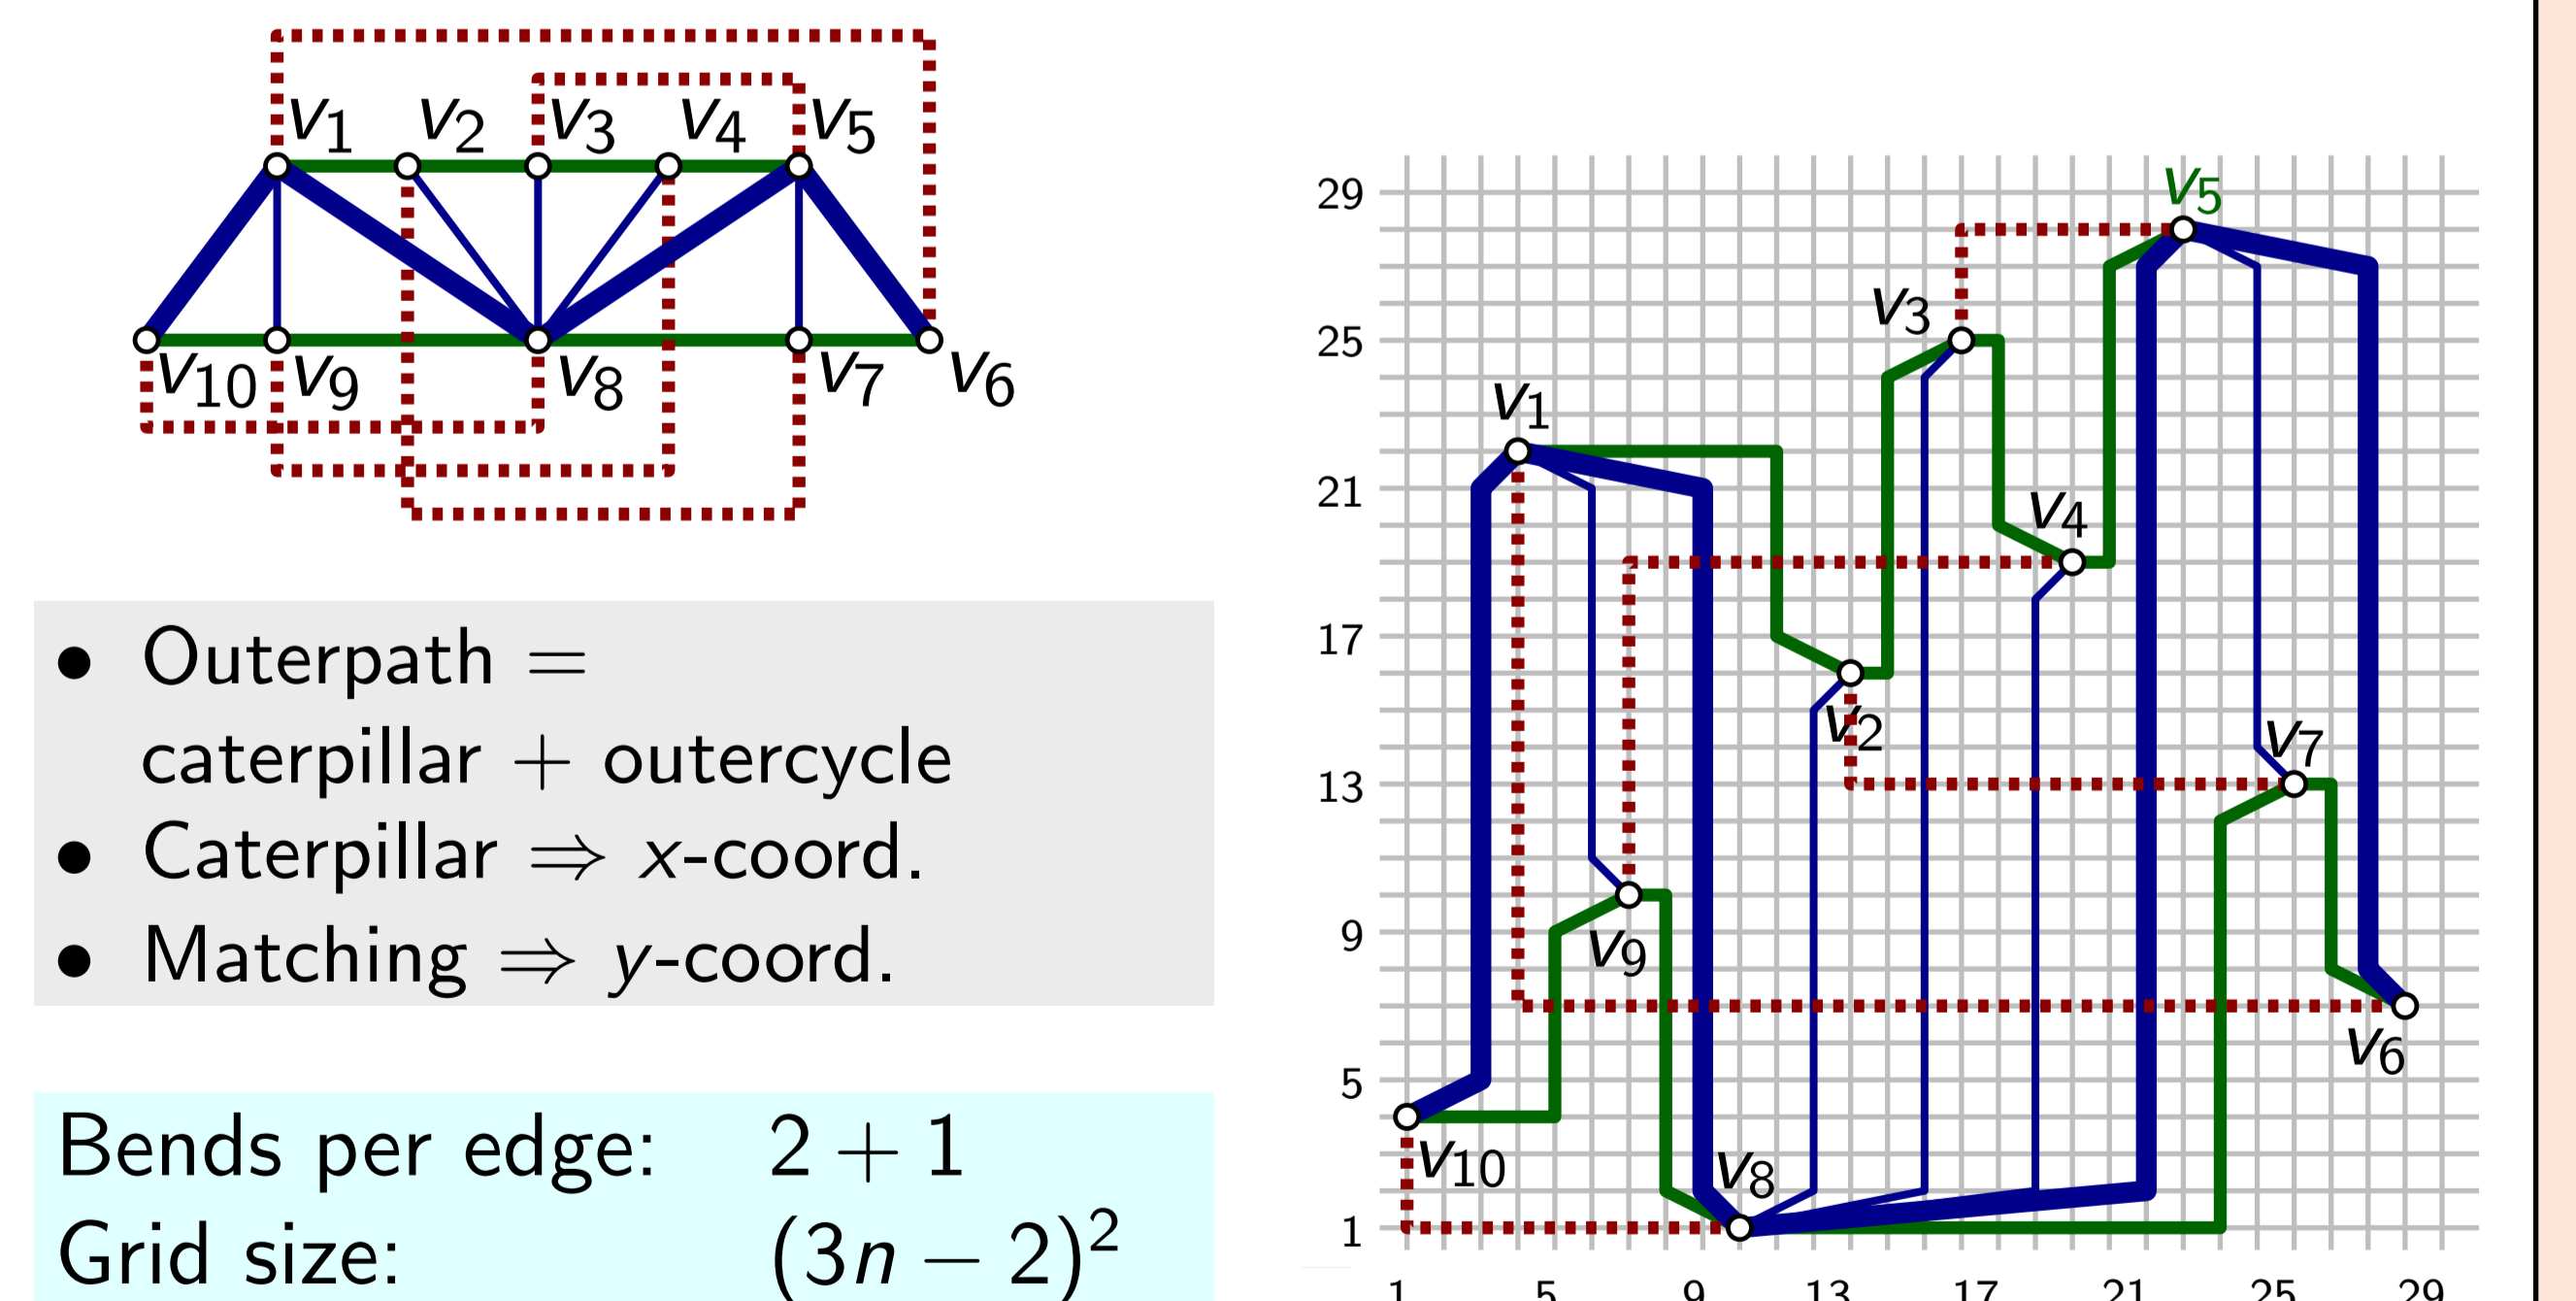 v1 v2 v3 v4 v5
v10 v9 v8 v7 v6
• Outerpath =
caterpillar + outercycle
• Caterpillar ⇒ x-coord.
• Matching ⇒ y-coord.
Bends per edge: 2 + 1
Grid size: (3n − 2)²
29
25
21
17
13
9
5
1
v5
v3
v1
v4
v2
v7
v9
v6
v10
v8
1 5 9 13 17 21 25 29